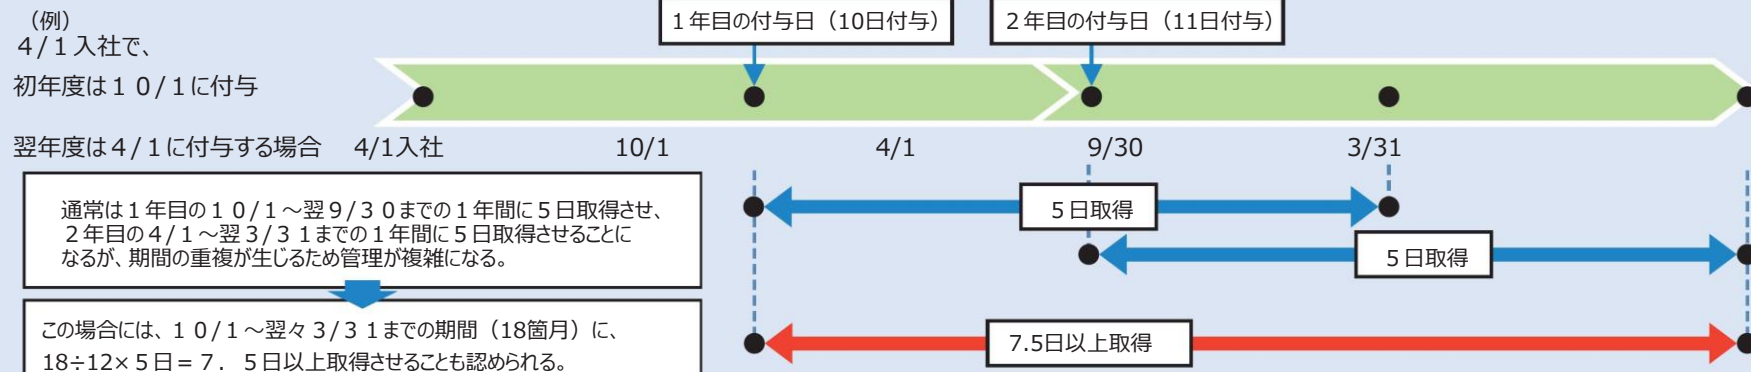 （例）
4/1入社で、
初年度は10/1に付与
翌年度は4/1に付与する場合
1年目の付与日（10日付与）
2年目の付与日（11日付与）
4/1入社
10/1
4/1
9/30
3/31
通常は1年目の10/1～翌9/30までの1年間に5日取得させ、
2年目の4/1～翌3/31までの1年間に5日取得させることに
なるが、期間の重複が生じるため管理が複雑になる。
この場合には、10/1～翌々3/31までの期間（18箇月）に、
18÷12×5日＝7．5日以上取得させることも認められる。
5日取得
5日取得
7.5日以上取得